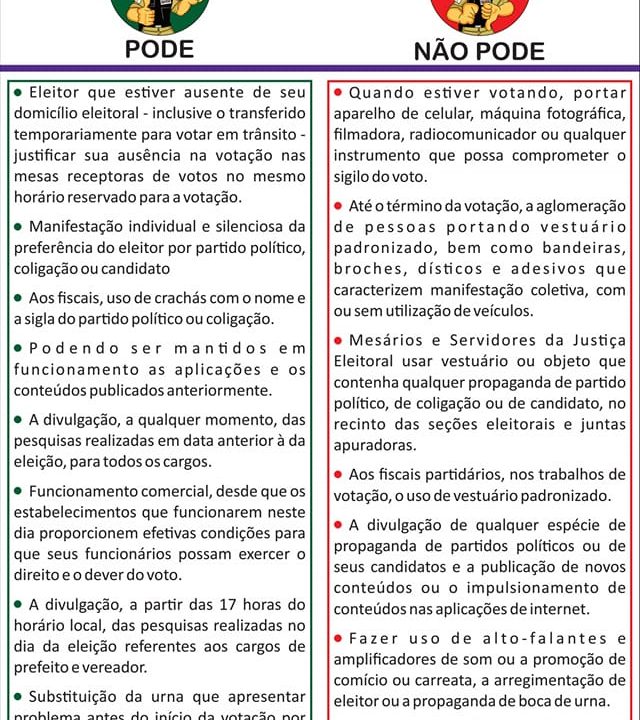 PODE
• Eleitor que estiver ausente de seu
domicílio eleitoral - inclusive o transferido
temporariamente para votar em trânsito -
justificar sua ausência na votação nas
mesas receptoras de votos no mesmo
horário reservado para a votação.
• Manifestação individual e silenciosa da
preferência do eleitor por partido político,
coligação ou candidato
• Aos fiscais, uso de crachás com o nome e
a sigla do partido político ou coligação.
• Podendo ser mantidos em
funcionamento as aplicações e os
conteúdos publicados anteriormente.
• A divulgação, a qualquer momento, das
pesquisas realizadas em data anterior à da
eleição, para todos os cargos.
• Funcionamento comercial, desde que os
estabelecimentos que funcionarem neste
dia proporcionem efetivas condições para
que seus funcionários possam exercer o
direito e o dever do voto.
• A divulgação, a partir das 17 horas do
horário local, das pesquisas realizadas no
dia da eleição referentes aos cargos de
prefeito e vereador.
• Substituição da urna que apresentar
problema antes do início da votação por
NÃO PODE
• Quando estiver votando, portar
aparelho de celular, máquina fotográfica,
filmadora, radiocomunicador ou qualquer
instrumento que possa comprometer o
sigilo do voto.
• Até o término da votação, a aglomeração
de pessoas portando vestuário
padronizado, bem como bandeiras,
broches, dísticos e adesivos que
caracterizem manifestação coletiva, com
ou sem utilização de veículos.
• Mesários e Servidores da Justiça
Eleitoral usar vestuário ou objeto que
contenha qualquer propaganda de partido
político, de coligação ou de candidato, no
recinto das seções eleitorais e juntas
apuradoras.
• Aos fiscais partidários, nos trabalhos de
votação, o uso de vestuário padronizado.
• A divulgação de qualquer espécie de
propaganda de partidos políticos ou de
seus candidatos e a publicação de novos
conteúdos ou o impulsionamento de
conteúdos nas aplicações de internet.
• Fazer uso de alto-falantes e
amplificadores de som ou a promoção de
comício ou carreata, a arregimentação de
eleitor ou a propaganda de boca de urna.